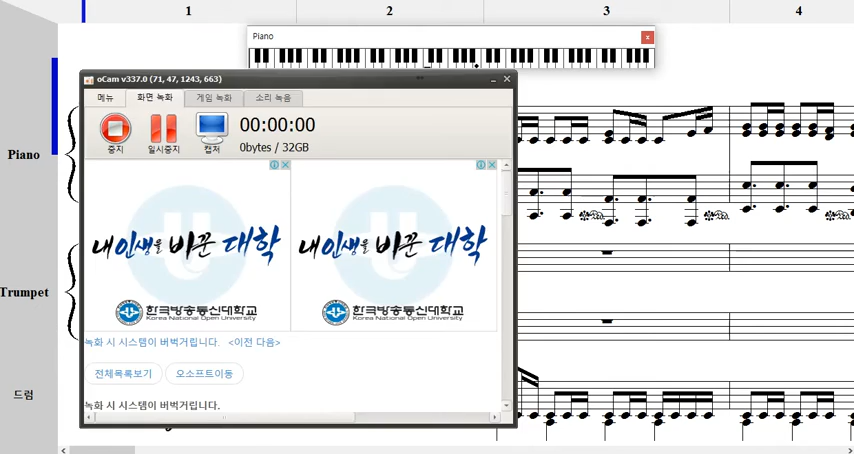 1 2 3 4
Piano
oCam v337.0 (71, 47, 1243, 663)
메뉴 화면 녹화 게임 녹화 소리 녹음
중지 일시중지 캡처
00:00:00
0bytes / 32GB
Piano
내 인생을 바꾼 대학
한국방송통신대학교
Korea National Open University
내 인생을 바꾼 대학
한국방송통신대학교
Korea National Open University
Trumpet
녹화 시 시스템이 버벅거립니다. <이전 다음>
전체목록보기 오소프트이동
드럼
녹화 시 시스템이 버벅거립니다.